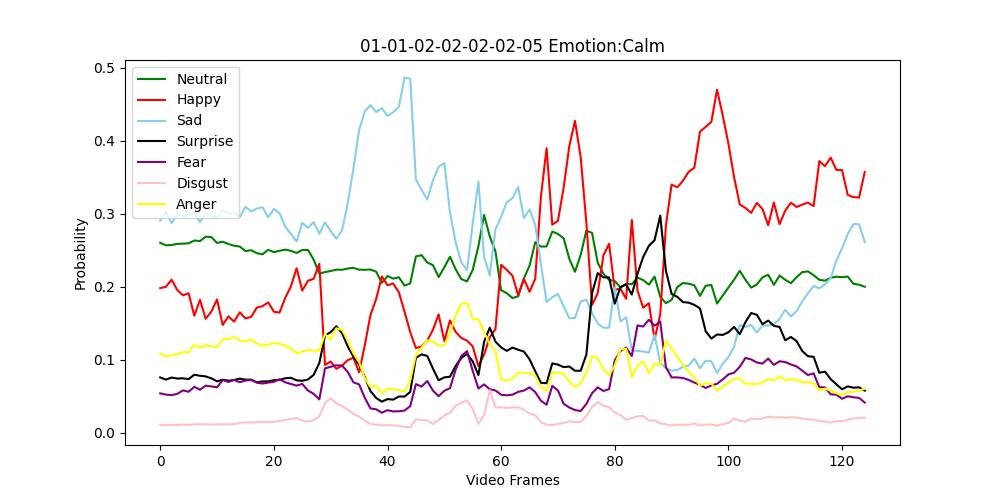 01-01-02-02-02-02-05 Emotion:Calm
Neutral
Happy
Sad
Surprise
Fear
Disgust
Anger
0.5
0.4
0.3
0.2
0.1
0.0
Probability
0 20 40 60 80 100 120
Video Frames